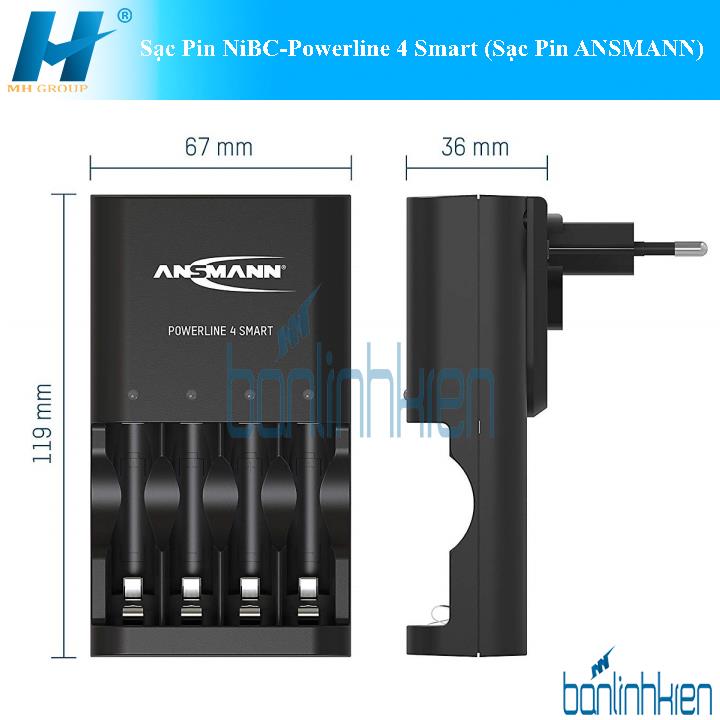 Sạc Pin NiBC-Powerline 4 Smart (Sạc Pin ANSMANN)
H®
MH GROUP
67 mm
36 mm
119 mm
ANSMANN®
POWERLINE 4 SMART
banlinhkien
banlinhkien